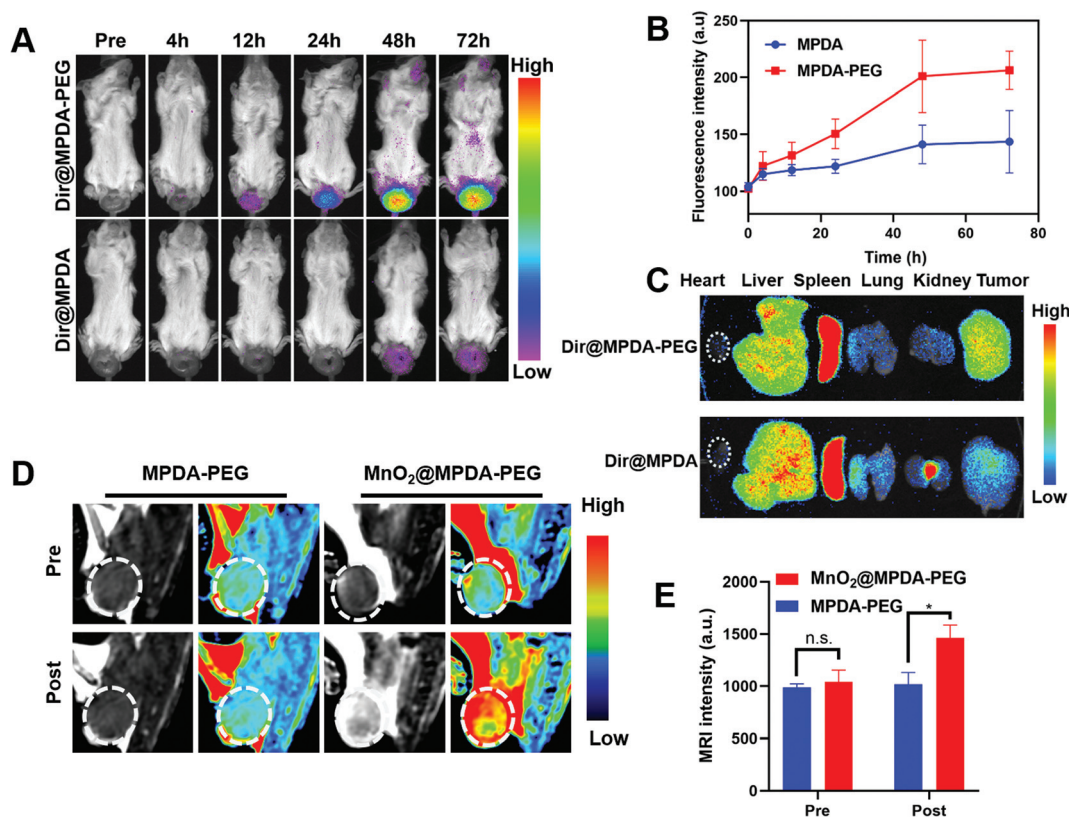 A
Pre 4h 12h 24h 48h 72h
Dir@MPDA-PEG
Dir@MPDA
High
Low
B
MPDA
MPDA-PEG
Fluorescence intensity (a.u)
200
150
100
0 20 40 60 80
Time (h)
C
Heart Liver Spleen Lung Kidney Tumor
Dir@MPDA-PEG
Dir@MPDA
High
Low
D
MPDA-PEG MnO₂@MPDA-PEG
Pre
Post
High
Low
E
MnO₂@MPDA-PEG
MPDA-PEG
MRI intensity (a.u.)
2000
1500
1000
500
0
n.s.
*
Pre Post